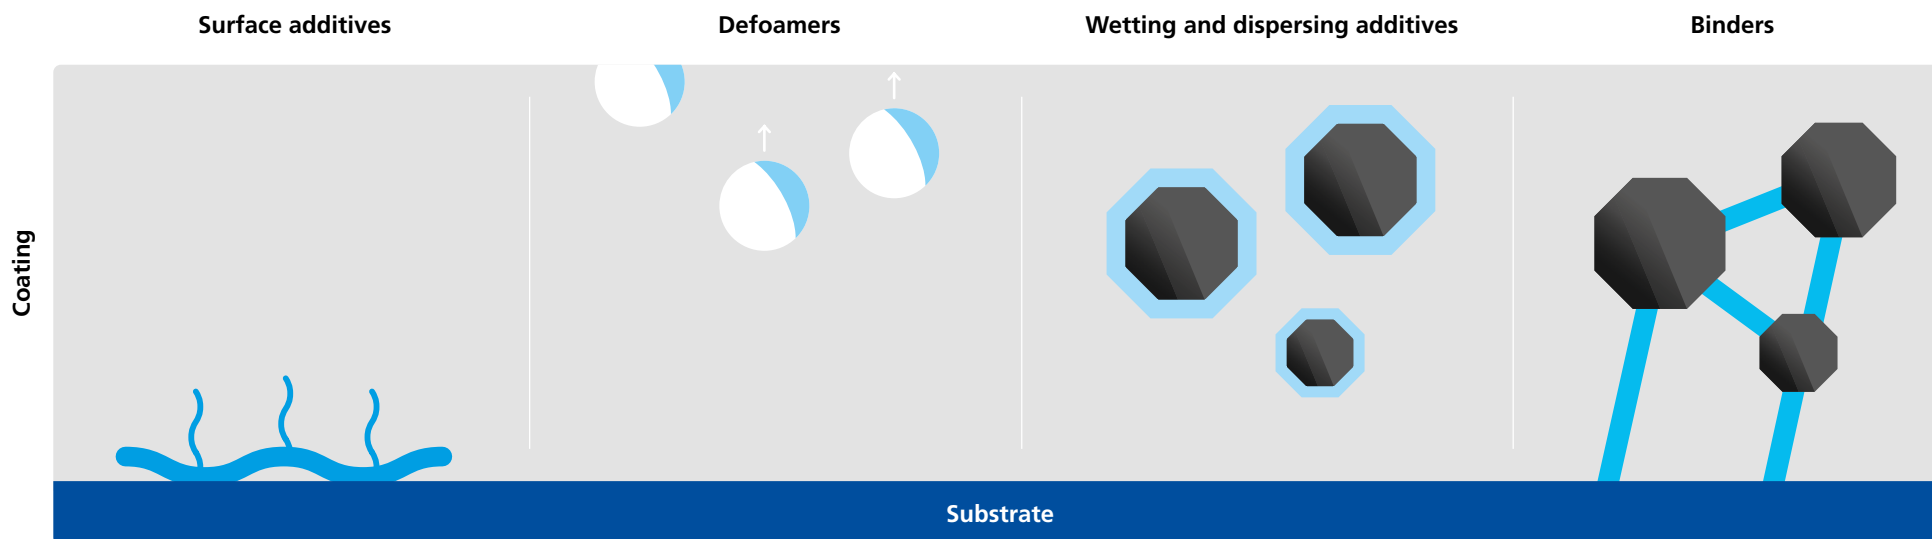 Surface additives
Defoamers
Wetting and dispersing additives
Binders
Coating
Substrate